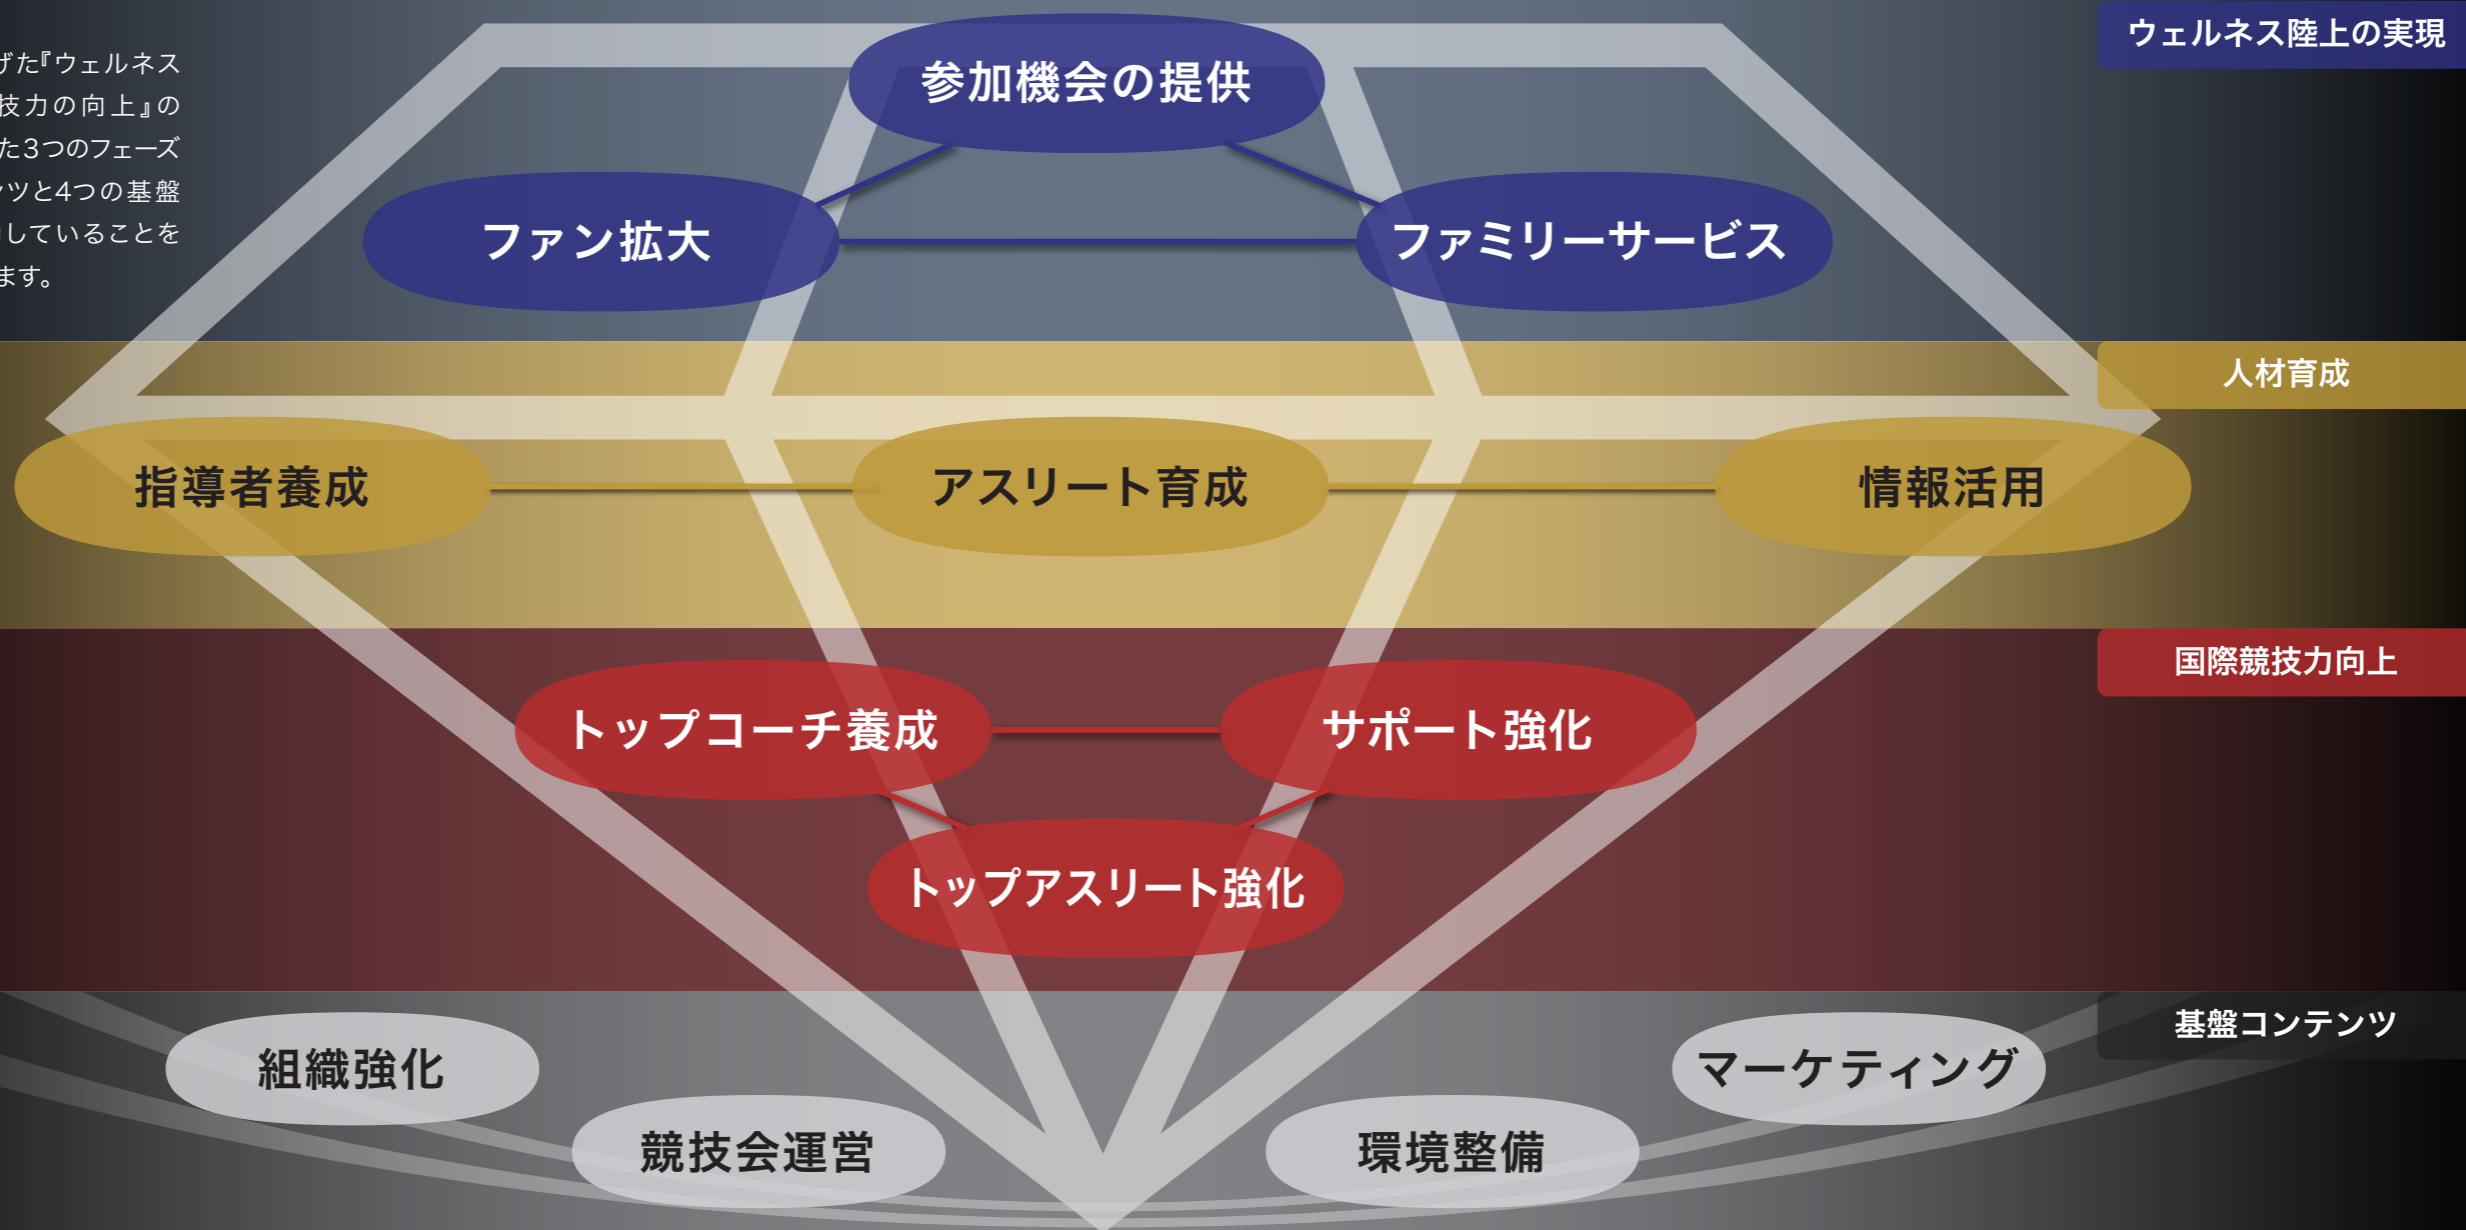 げた『ウェルネス
技力の向上』の
た3つのフェーズ
ンツと4つの基盤
していることを
ます。
ウェルネス陸上の実現
参加機会の提供
ファン拡大
ファミリーサービス
人材育成
指導者養成
アスリート育成
情報活用
国際競技力向上
トップコーチ養成
サポート強化
トップアスリート強化
基盤コンテンツ
組織強化
マーケティング
競技会運営
環境整備